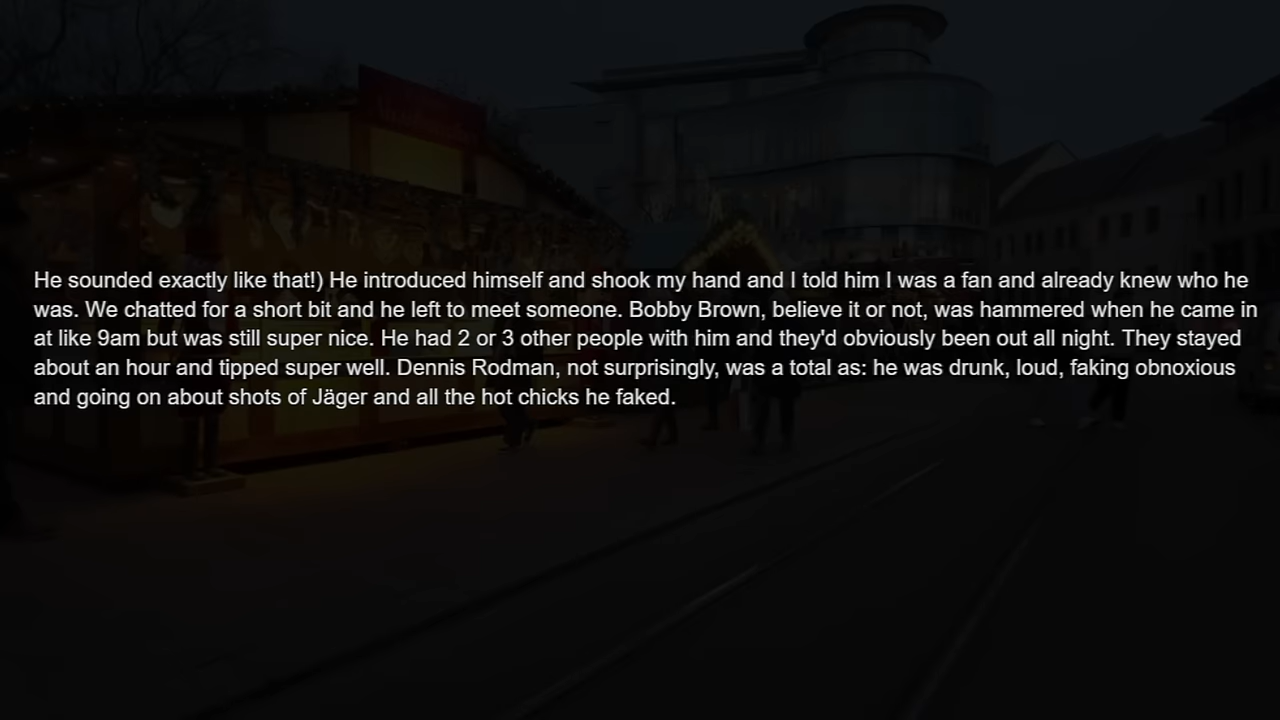 He sounded exactly like that!) He introduced himself and shook my hand and I told him I was a fan and already knew who he
was. We chatted for a short bit and he left to meet someone. Bobby Brown, believe it or not, was hammered when he came in
at like 9am but was still super nice. He had 2 or 3 other people with him and they'd obviously been out all night. They stayed
about an hour and tipped super well. Dennis Rodman, not surprisingly, was a total as: he was drunk, loud, faking obnoxious
and going on about shots of Jäger and all the hot chicks he faked.